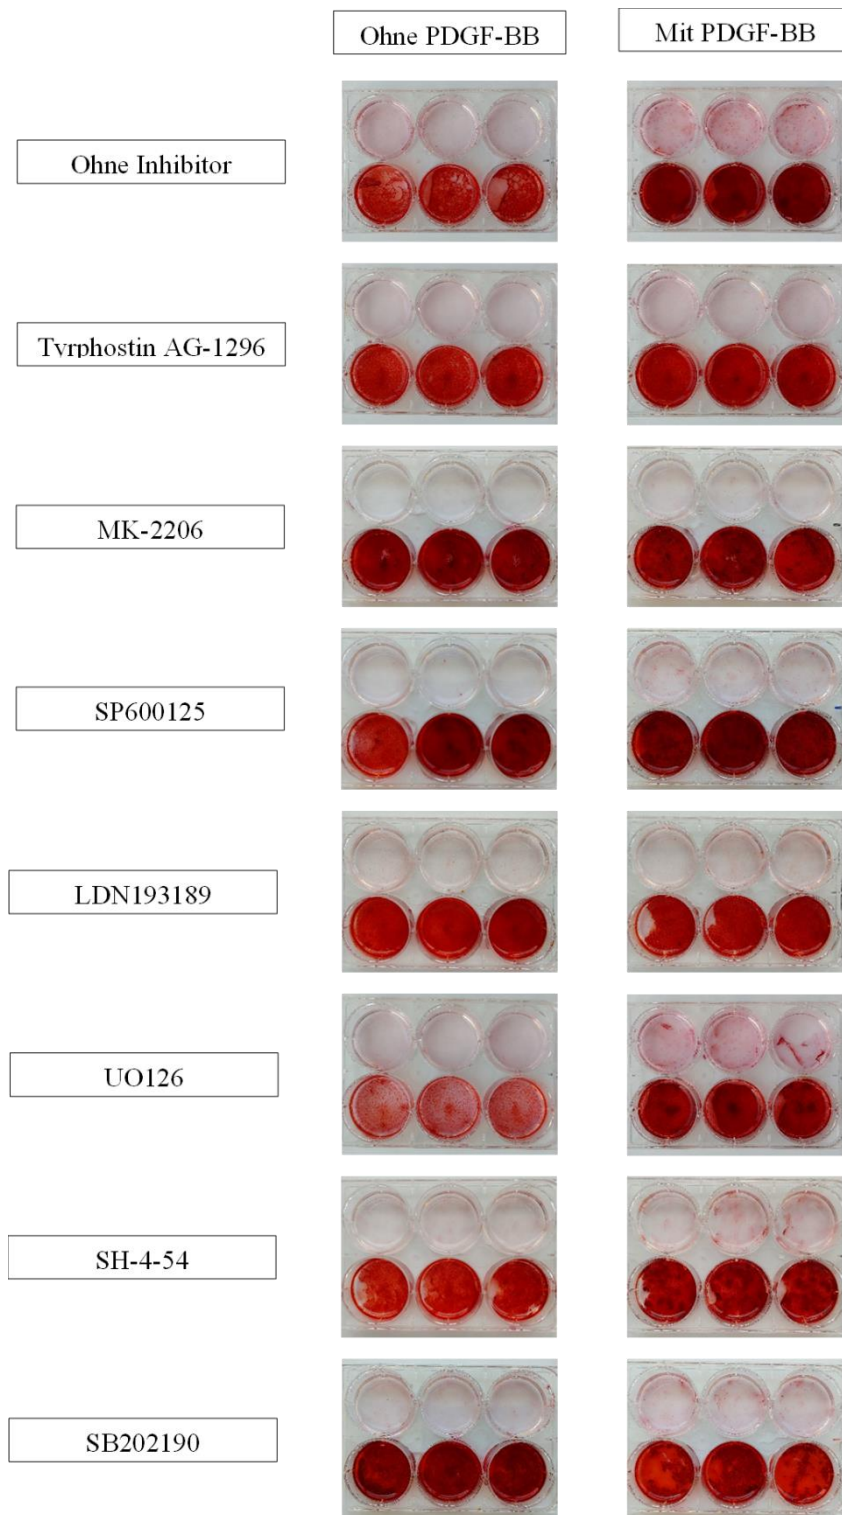 Ohne PDGF-BB
Mit PDGF-BB
Ohne Inhibitor
Tyrphostin AG-1296
MK-2206
SP600125
LDN193189
UO126
SH-4-54
SB202190